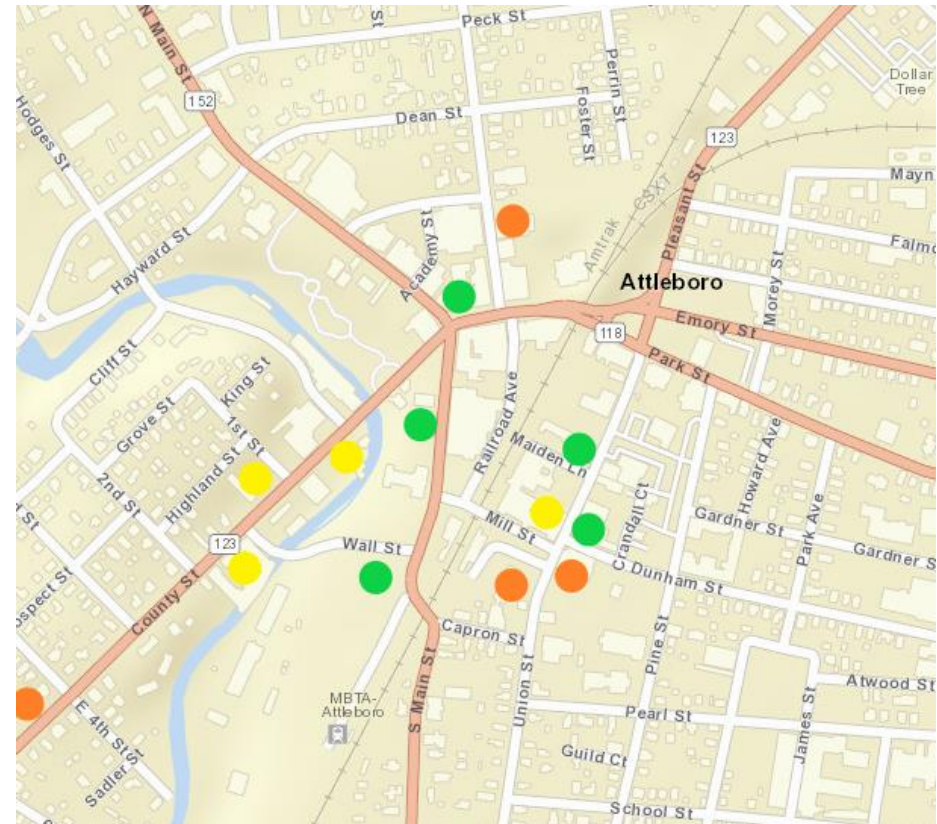 St
Peck St
N Main St
152
Perrin St
Foster St
Dollar
Tree
Hodges St
Dean St
123
Mayn
Pleasant St
CSXT
Amtrak
Academy St
Hayward St
Falmo
Morey St
Attleboro
118
Emory St
Park St
Cliff St
King St
Grove St
1st St
Railroad Ave
Maiden Ln
Howard Ave
Highland St
2nd St
d St
Crandall Ct
Park Ave
Mill St
Gardner St
Gardner S
123
Wall St
Dunham St
ospect St
County St
Capron St
Pine St
S Main St
Union St
MBTA-
Attleboro
Atwood St
James St
E 4th St
Pearl St
Guild Ct
Sadler St
School St